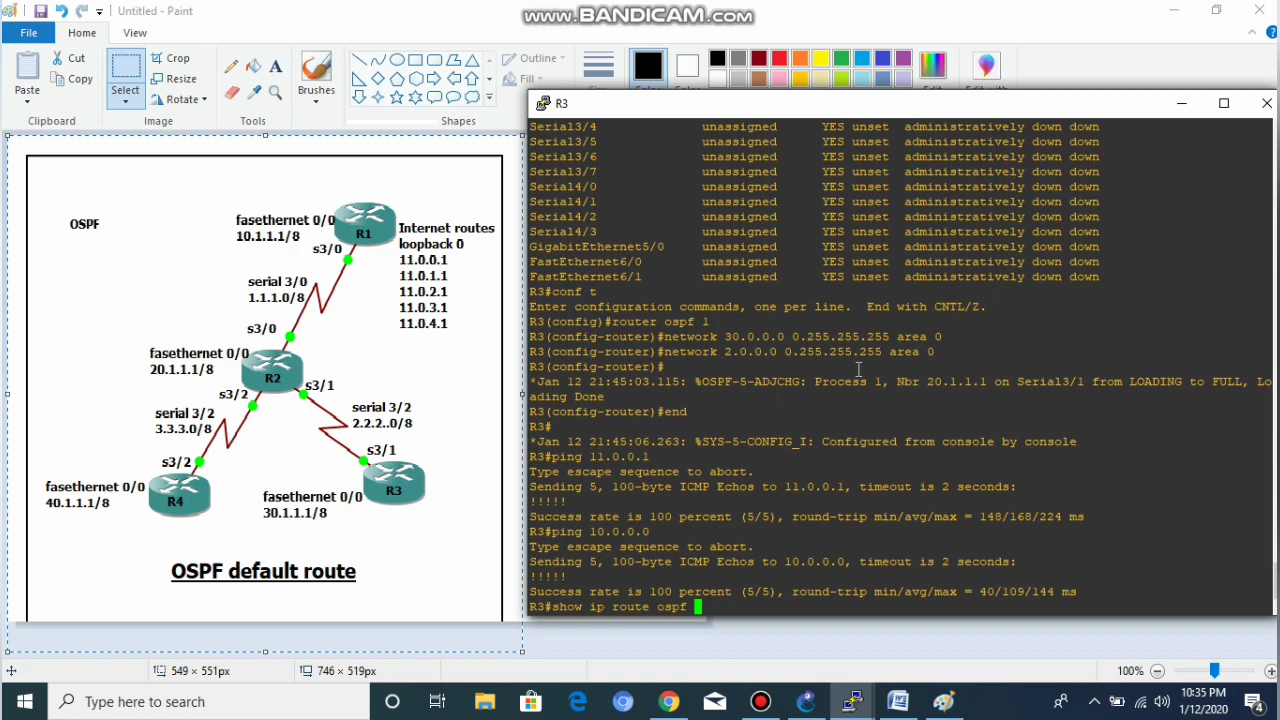 Untitled - Paint
www.BANDICAM.com
File
Home
View
Paste
Cut
Copy
Clipboard
Select
Crop
Resize
Rotate
Image
Brushes
Tools
Outline
Fill
Shapes
OSPF
fasethernet 0/0
10.1.1.1/8
R1
s3/0
Internet routes
loopback 0
11.0.0.1
11.0.1.1
11.0.2.1
11.0.3.1
11.0.4.1
serial 3/0
1.1.1.0/8
s3/0
fasethernet 0/0
20.1.1.1/8
R2
s3/1
s3/2
serial 3/2
3.3.3.0/8
serial 3/2
2.2.2..0/8
s3/2
s3/1
fasethernet 0/0
40.1.1.1/8
R4
fasethernet 0/0
30.1.1.1/8
R3
OSPF default route
R3
Serial3/4 unassigned YES unset administratively down down
Serial3/5 unassigned YES unset administratively down down
Serial3/6 unassigned YES unset administratively down down
Serial3/7 unassigned YES unset administratively down down
Serial4/0 unassigned YES unset administratively down down
Serial4/1 unassigned YES unset administratively down down
Serial4/2 unassigned YES unset administratively down down
Serial4/3 unassigned YES unset administratively down down
GigabitEthernet5/0 unassigned YES unset administratively down down
FastEthernet6/0 unassigned YES unset administratively down down
FastEthernet6/1 unassigned YES unset administratively down down
R3#conf t
Enter configuration commands, one per line. End with CNTL/Z.
R3(config)#router ospf 1
R3(config-router)#network 30.0.0.0 0.255.255.255 area 0
R3(config-router)#network 2.0.0.0 0.255.255.255 area 0
R3(config-router)#
*Jan 12 21:45:03.115: %OSPF-5-ADJCHG: Process 1, Nbr 20.1.1.1 on Serial3/1 from LOADING to FULL, Lo
ading Done
R3(config-router)#end
R3#
*Jan 12 21:45:06.263: %SYS-5-CONFIG_I: Configured from console by console
R3#ping 11.0.0.1
Type escape sequence to abort.
Sending 5, 100-byte ICMP Echos to 11.0.0.1, timeout is 2 seconds:
!!!!!
Success rate is 100 percent (5/5), round-trip min/avg/max = 148/168/224 ms
R3#ping 10.0.0.0
Type escape sequence to abort.
Sending 5, 100-byte ICMP Echos to 10.0.0.0, timeout is 2 seconds:
!!!!!
Success rate is 100 percent (5/5), round-trip min/avg/max = 40/109/144 ms
R3#show ip route ospf
549 × 551px
746 × 519px
100%
Type here to search
10:35 PM
1/12/2020
4